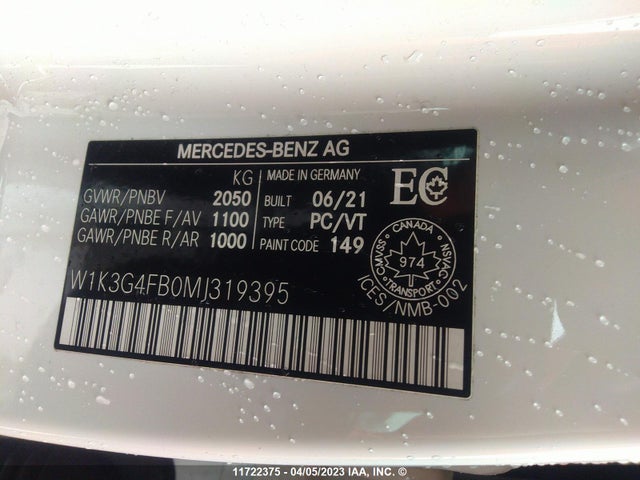 MERCEDES-BENZ AG
KG
GVWR/PNBV 2050
GAWR/PNBE F/AV 1100
GAWR/PNBE R/AR 1000
MADE IN GERMANY
BUILT 06/21
TYPE PC/VT
PAINT CODE 149
EC
CANADA
CMVSS 974 NSVAC
TRANSPORT
ICES/NMB-002
W1K3G4FB0MJ319395
11722375 - 04/05/2023 IAA, INC. ©